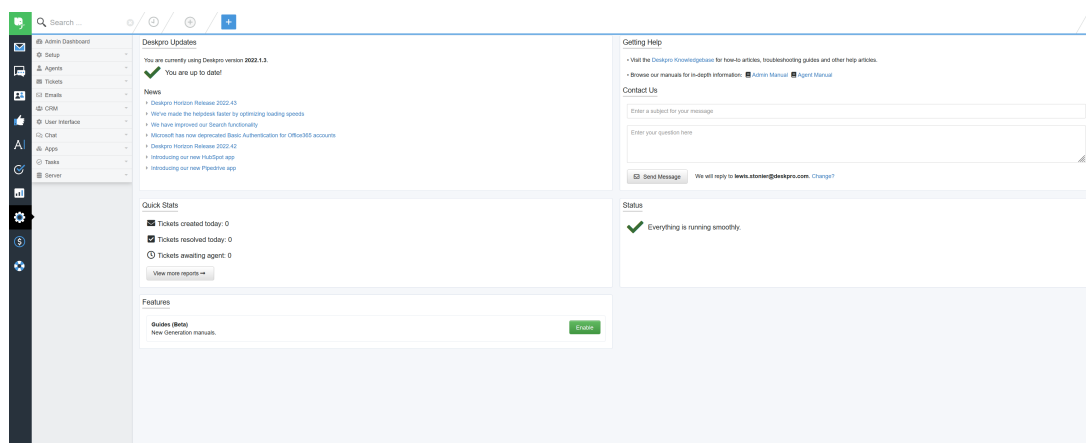 Search ...
+
Admin Dashboard
Setup
Agents
Tickets
Emails
CRM
User Interface
Chat
Apps
Tasks
Server
AI
Deskpro Updates
You are currently using Deskpro version 2022.1.3.
You are up to date!
News
Deskpro Horizon Release 2022.43
We've made the helpdesk faster by optimizing loading speeds
We have improved our Search functionality
Microsoft has now deprecated Basic Authentication for Office365 accounts
Deskpro Horizon Release 2022.42
Introducing our new HubSpot app
Introducing our new Pipedrive app
Getting Help
• Visit the Deskpro Knowledgebase for how-to articles, troubleshooting guides and other help articles.
• Browse our manuals for in-depth information: Admin Manual Agent Manual
Contact Us
Enter a subject for your message
Enter your question here
Send Message We will reply to lewis.stonier@deskpro.com. Change?
Quick Stats
Tickets created today: 0
Tickets resolved today: 0
Tickets awaiting agent: 0
View more reports →
Status
Everything is running smoothly.
Features
Guides (Beta)
New Generation manuals.
Enable